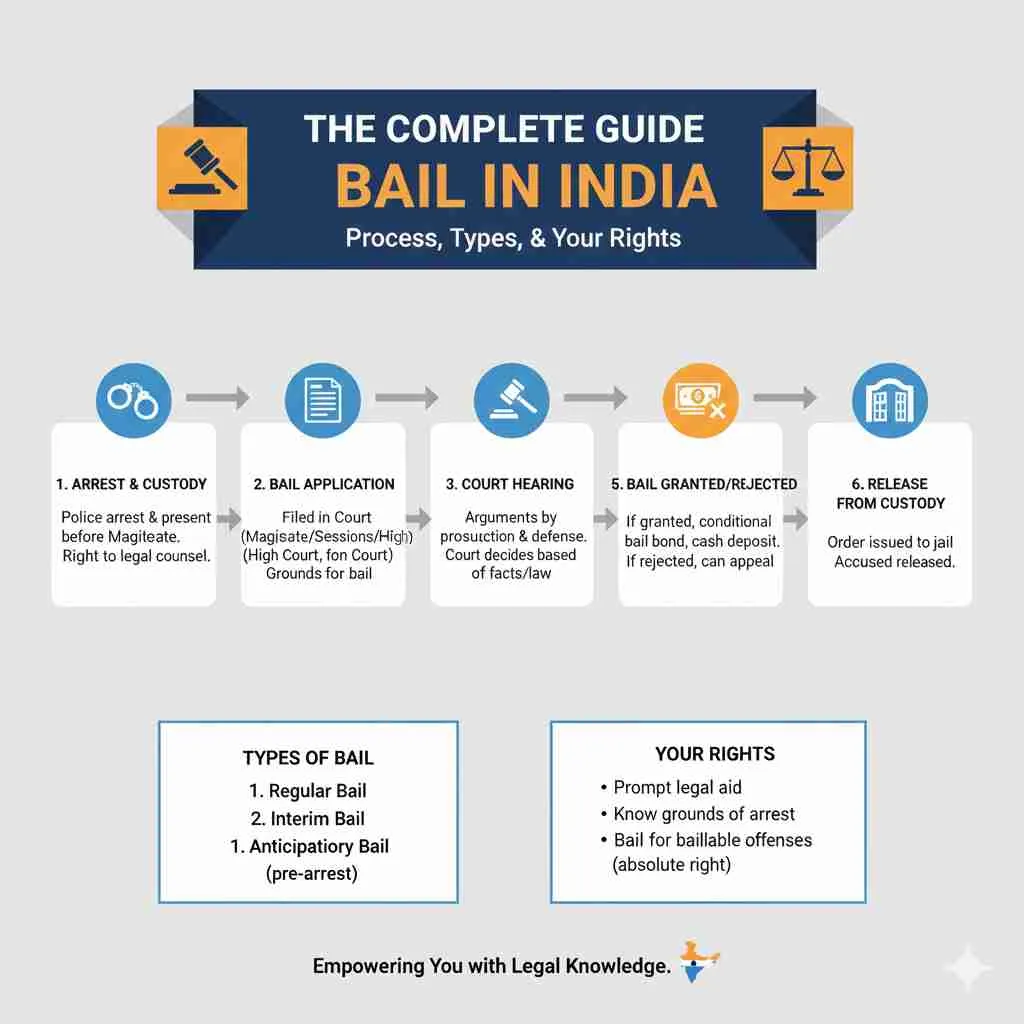 THE COMPLETE GUIDE
BAIL IN INDIA
Process, Types, & Your Rights
1. ARREST & CUSTODY
Police arrest & present
before Magiteate.
Right to legal counsel.
2. BAIL APPLICATION
Filed in Court
(Magisate/Sessions/High)
(High Court, fon Court)
Grounds for bail
3. COURT HEARING
Arguments by
prosuuction & defense.
Court decides based
of facts/law
5. BAIL GRANTED/REJECTED
If granted, conditional
bail bond, cash deposit.
If rejected, can appeal
6. RELEASE
FROM CUSTODY
Order issued to jail
Accused released.
TYPES OF BAIL
1. Regular Bail
2. Interim Bail
1. Anticipatiory Bail
(pre-arrest)
YOUR RIGHTS
• Prompt legal aid
• Know grounds of arrest
• Bail for baillable offenses
(absolute right)
Empowering You with Legal Knowledge.